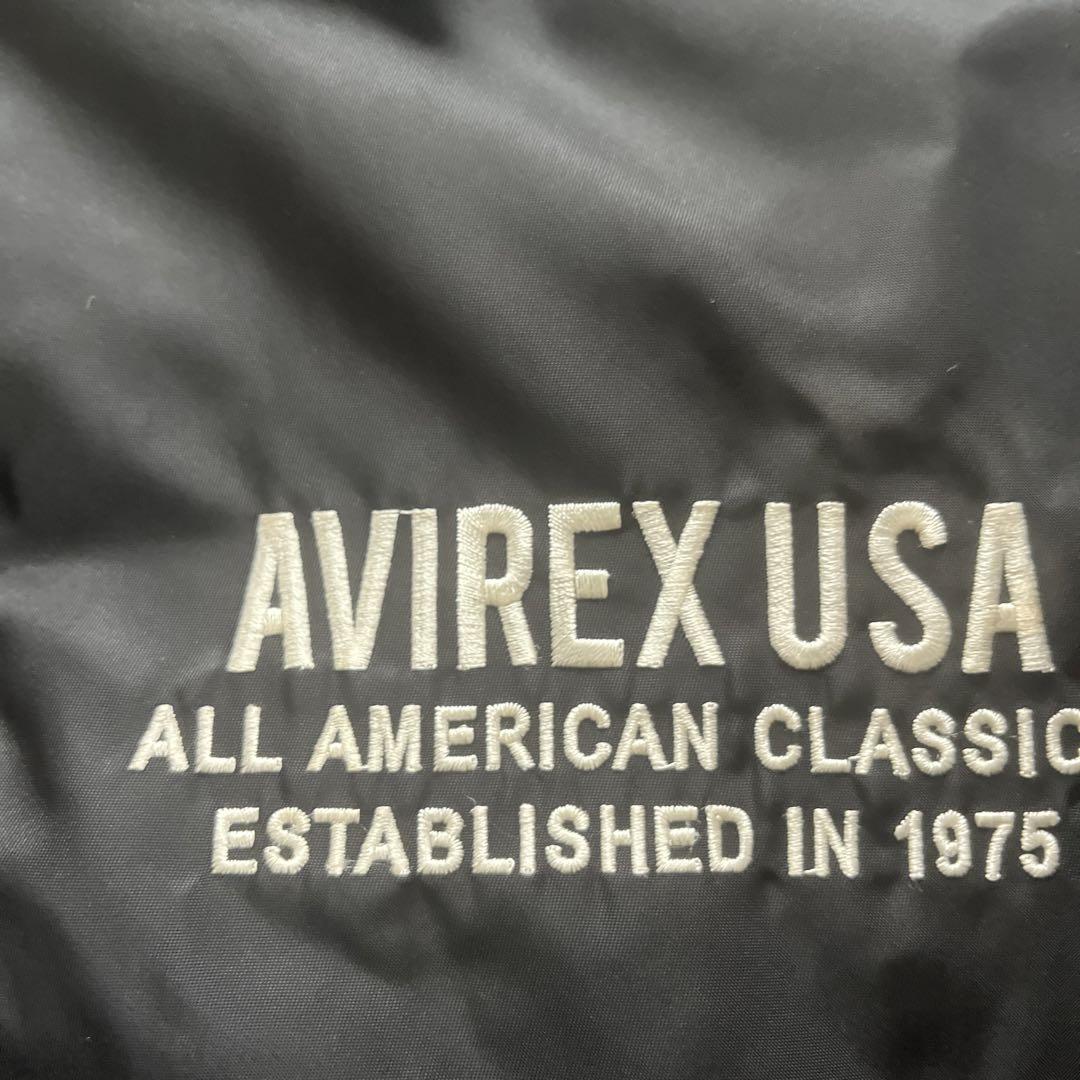 AVIREX USA
ALL AMERICAN CLASSIC
ESTABLISHED IN 1975